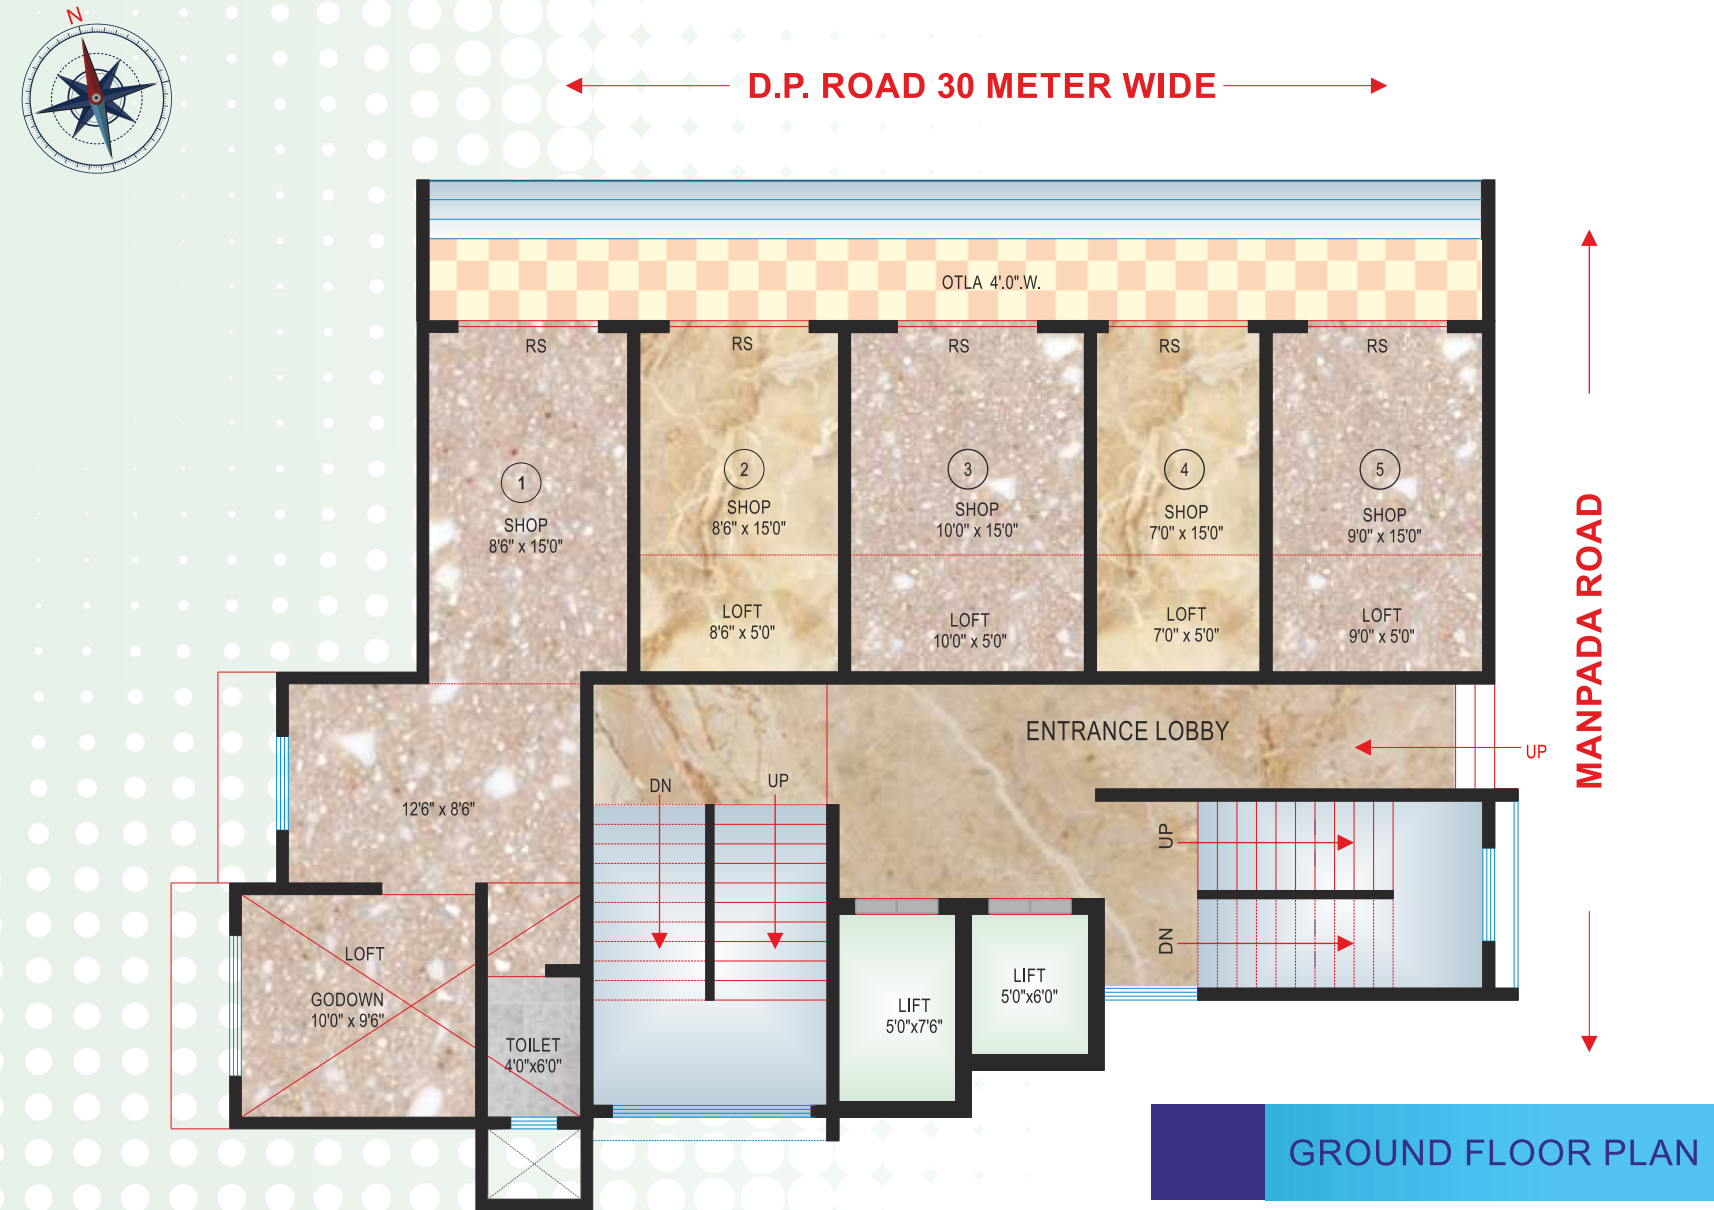 N
D.P. ROAD 30 METER WIDE
OTLA 4'.0".W.
RS
RS
RS
RS
RS
1
SHOP
8'6" x 15'0"
2
SHOP
8'6" x 15'0"
3
SHOP
10'0" x 15'0"
4
SHOP
7'0" x 15'0"
5
SHOP
9'0" x 15'0"
LOFT
8'6" x 5'0"
LOFT
10'0" x 5'0"
LOFT
7'0" x 5'0"
LOFT
9'0" x 5'0"
MANPADA ROAD
ENTRANCE LOBBY
UP
DN
UP
12'6" x 8'6"
UP
DN
LOFT
GODOWN
10'0" x 9'6"
TOILET
4'0"x6'0"
LIFT
5'0"x7'6"
LIFT
5'0"x6'0"
GROUND FLOOR PLAN